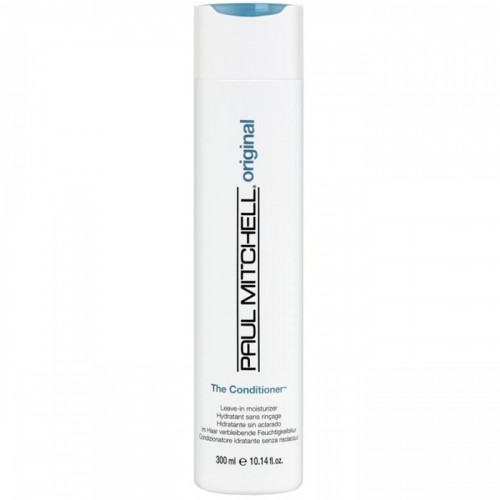 PAUL MITCHELL® original
The Conditioner™
Leave-in moisturizer
Hydratant sans rinçage
Hidratante sin aclarado
Im Haar verbleibende Feuchtigkeitskur
Condizionatore idratante senza risciacquo
300 ml ℮ 10.14 fl.oz.